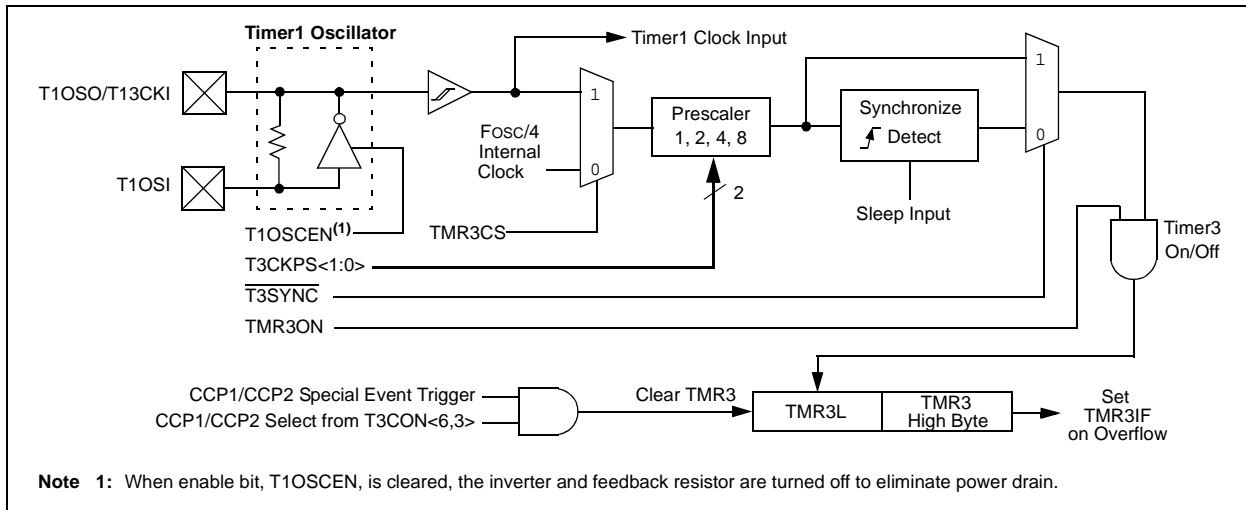 Timer1 Oscillator
Timer1 Clock Input
T1OSO/T13CKI
T1OSI
FOSC/4
Internal
Clock
1
0
Prescaler
1, 2, 4, 8
2
Synchronize
Detect
Sleep Input
1
0
T1OSCEN(1)
TMR3CS
T3CKPS<1:0>
T3SYNC
TMR3ON
Timer3
On/Off
CCP1/CCP2 Special Event Trigger
CCP1/CCP2 Select from T3CON<6,3>
Clear TMR3
TMR3L
TMR3
High Byte
Set
TMR3IF
on Overflow
Note 1: When enable bit, T1OSCEN, is cleared, the inverter and feedback resistor are turned off to eliminate power drain.